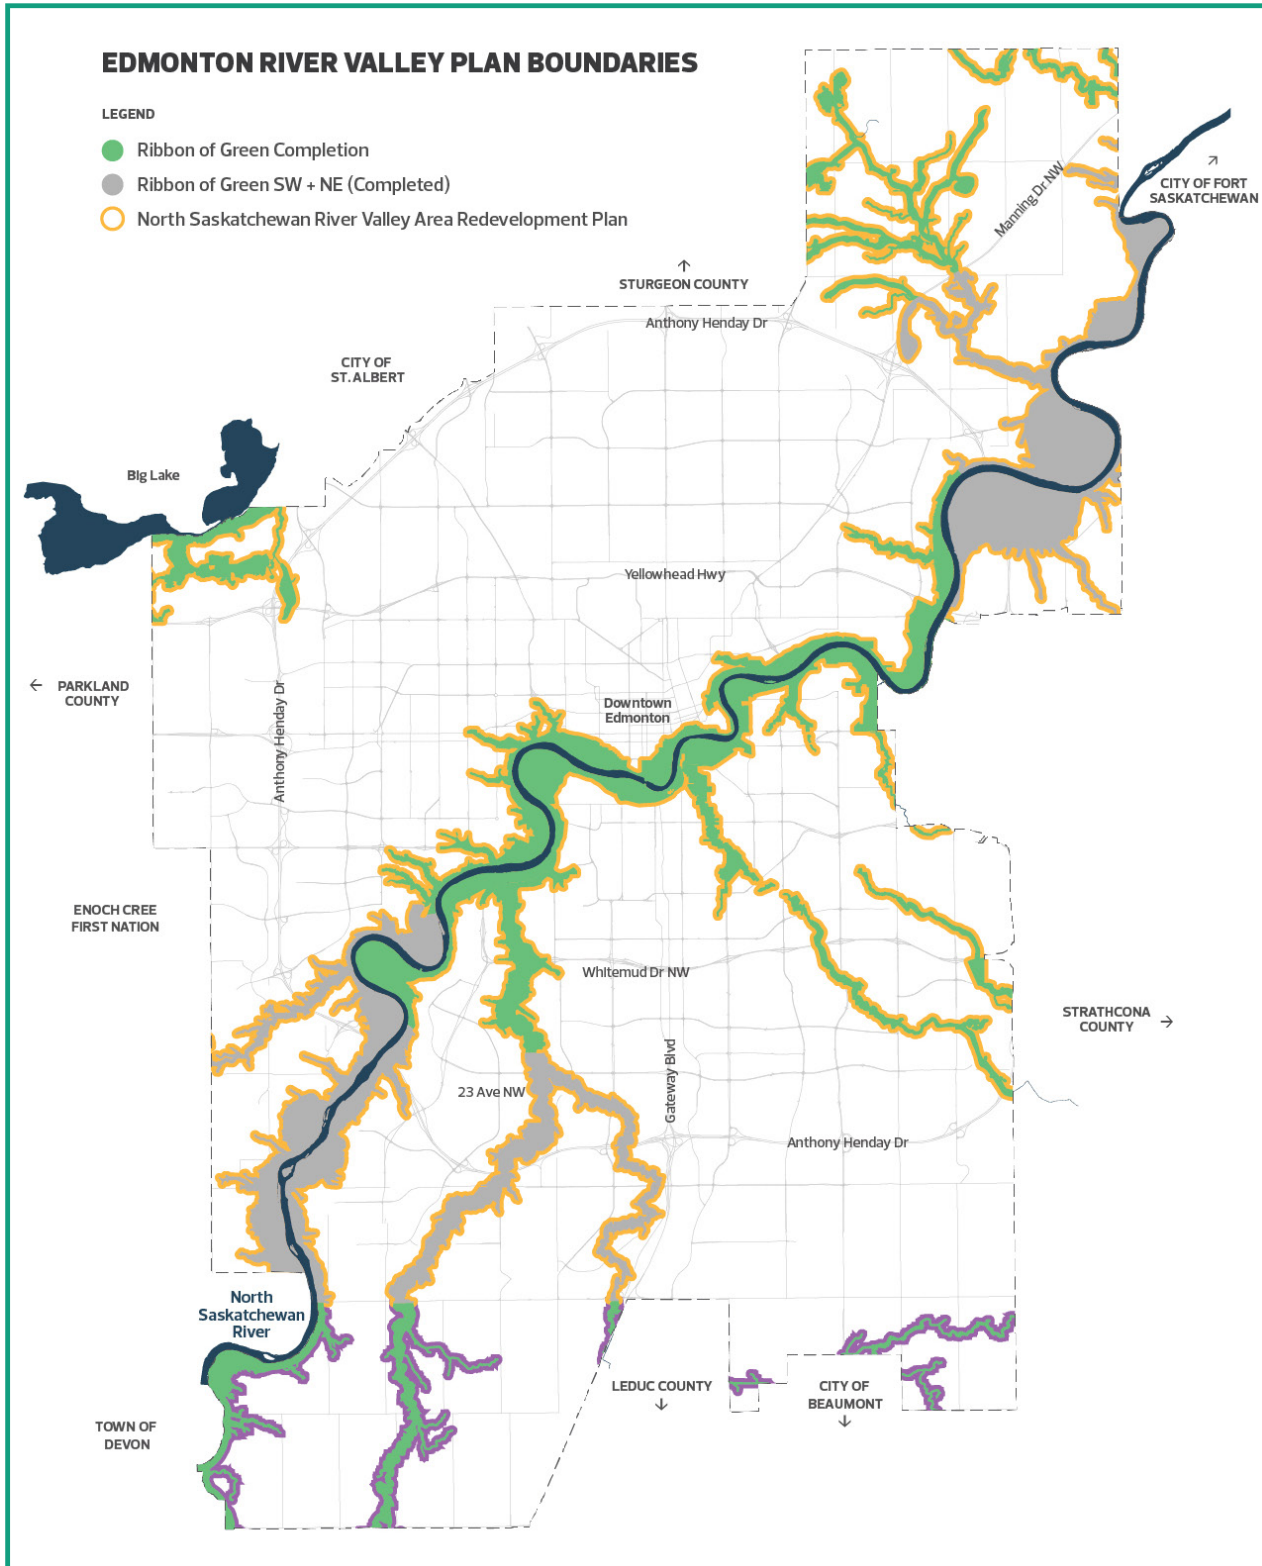 EDMONTON RIVER VALLEY PLAN BOUNDARIES
LEGEND
Ribbon of Green Completion
Ribbon of Green SW + NE (Completed)
North Saskatchewan River Valley Area Redevelopment Plan
Manning Dr NW
CITY OF FORT
SASKATCHEWAN
STURGEON COUNTY
Anthony Henday Dr
CITY OF
ST. ALBERT
Big Lake
Yellowhead Hwy
PARKLAND
COUNTY
Anthony Henday Dr
Downtown
Edmonton
ENOCH CREE
FIRST NATION
Whitemud Dr NW
STRATHCONA
COUNTY
Gateway Blvd
23 Ave NW
Anthony Henday Dr
North
Saskatchewan
River
LEDUC COUNTY
CITY OF
BEAUMONT
TOWN OF
DEVON